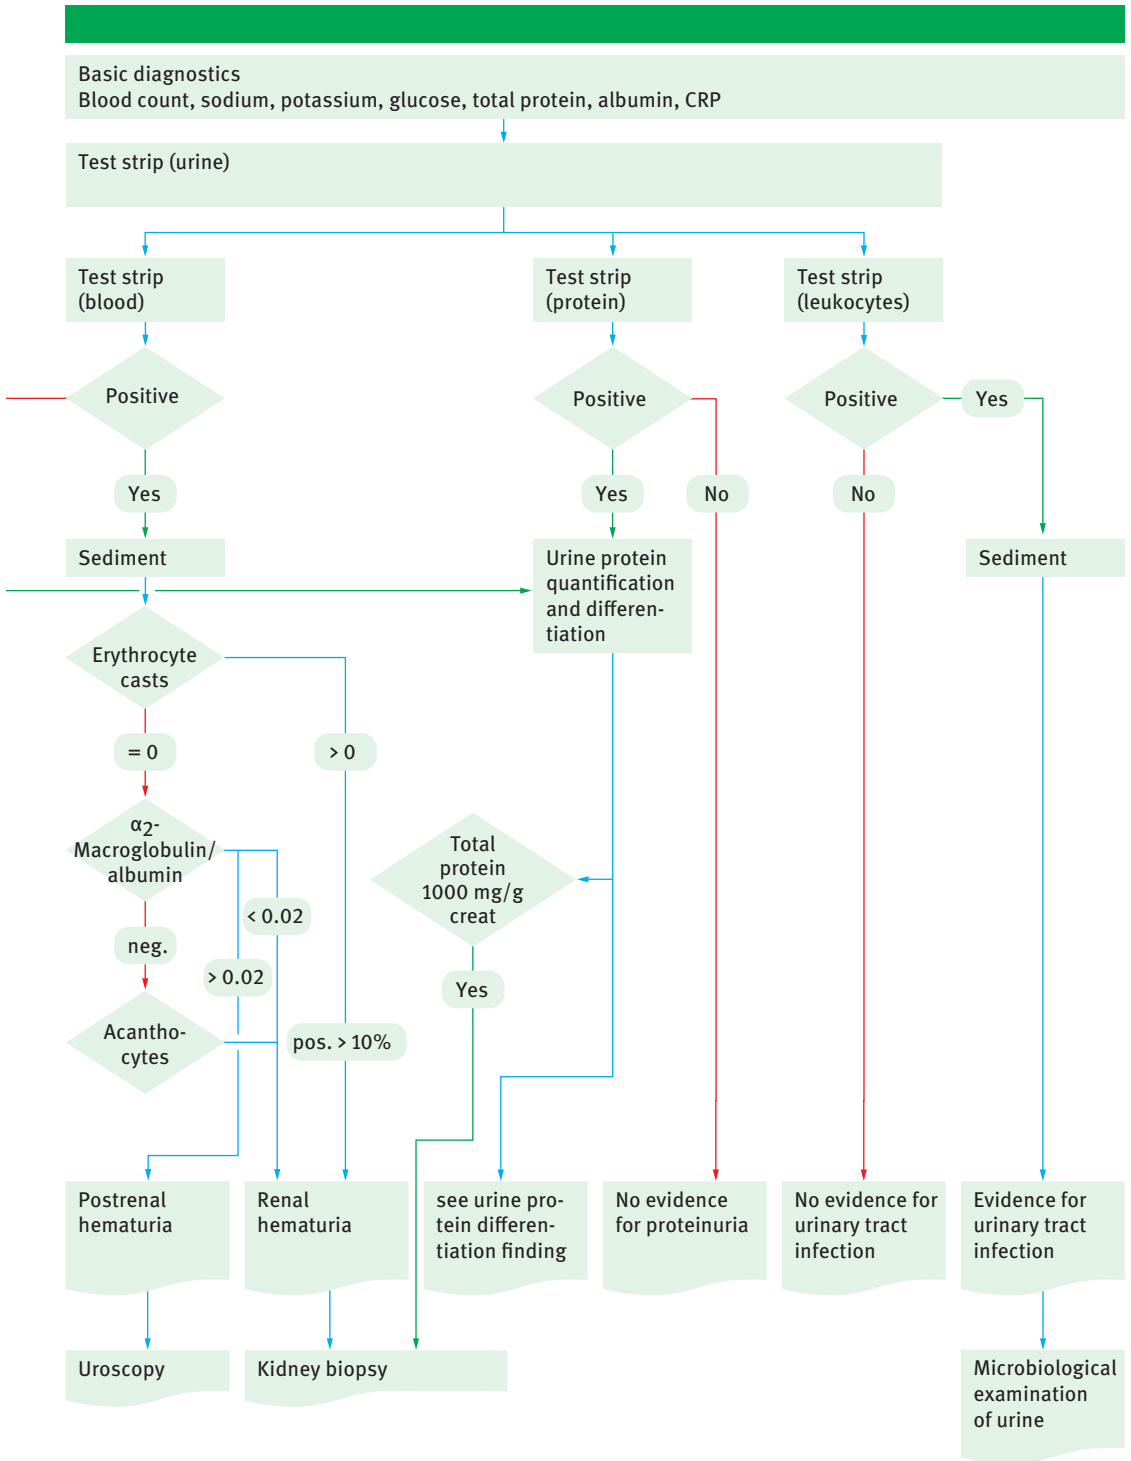 Basic diagnostics
Blood count, sodium, potassium, glucose, total protein, albumin, CRP
Test strip (urine)
Test strip
(blood)
Test strip
(protein)
Test strip
(leukocytes)
Positive
Positive
Positive
Yes
Yes
Yes
No
No
Sediment
Urine protein
quantification
and differen-
tiation
Sediment
Erythrocyte
casts
= 0
> 0
α2-
Macroglobulin/
albumin
Total
protein
1000 mg/g
creat
< 0.02
neg.
> 0.02
Yes
Acantho-
cytes
pos. > 10%
Postrenal
hematuria
Renal
hematuria
see urine pro-
tein differen-
tiation finding
No evidence
for proteinuria
No evidence for
urinary tract
infection
Evidence for
urinary tract
infection
Uroscopy
Kidney biopsy
Microbiological
examination
of urine